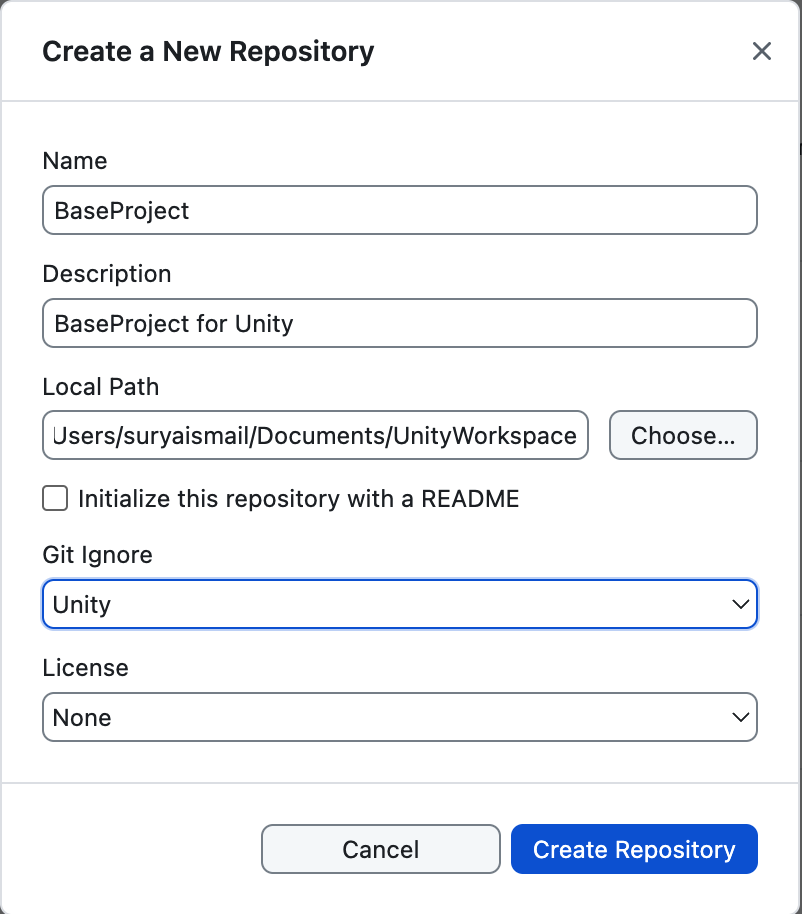 Create a New Repository
Name
BaseProject
Description
BaseProject for Unity
Local Path
Users/suryaismail/Documents/UnityWorkspace
Choose...
Initialize this repository with a README
Git Ignore
Unity
License
None
Cancel
Create Repository